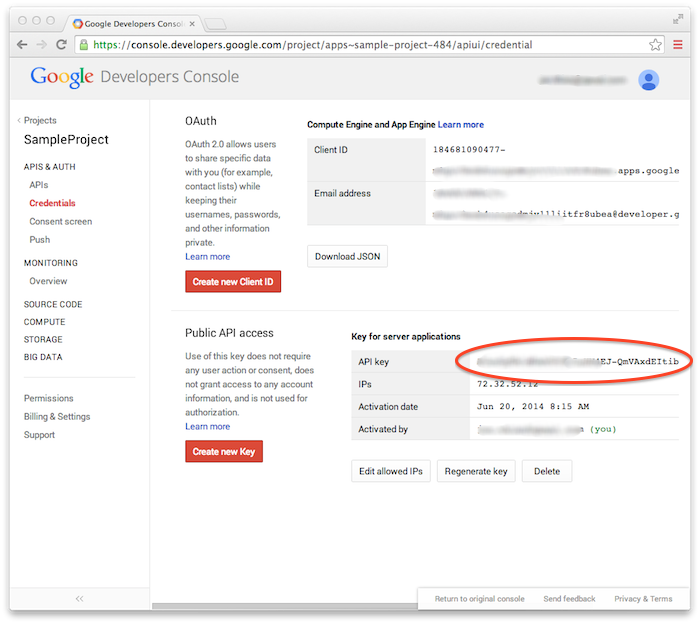 Google Developers Console
https://console.developers.google.com/project/apps~sample-project-484/apiui/credential
Google Developers Console
Projects
SampleProject
APIS & AUTH
APIs
Credentials
Consent screen
Push
MONITORING
Overview
SOURCE CODE
COMPUTE
STORAGE
BIG DATA
Permissions
Billing & Settings
Support
OAuth
OAuth 2.0 allows users
to share specific data
with you (for example,
contact lists) while
keeping their
usernames, passwords,
and other information
private.
Learn more
Create new Client ID
Compute Engine and App Engine Learn more
Client ID
184681090477-
.apps.google
Email address
@developer.g
Download JSON
Public API access
Use of this key does not require
any user action or consent, does
not grant access to any account
information, and is not used for
authorization.
Learn more
Create new Key
Key for server applications
API key
EJ-QmVAxdEItib
IPs
72.32.52.12
Activation date
Jun 20, 2014 8:15 AM
Activated by
(you)
Edit allowed IPs
Regenerate key
Delete
Return to original console
Send feedback
Privacy & Terms